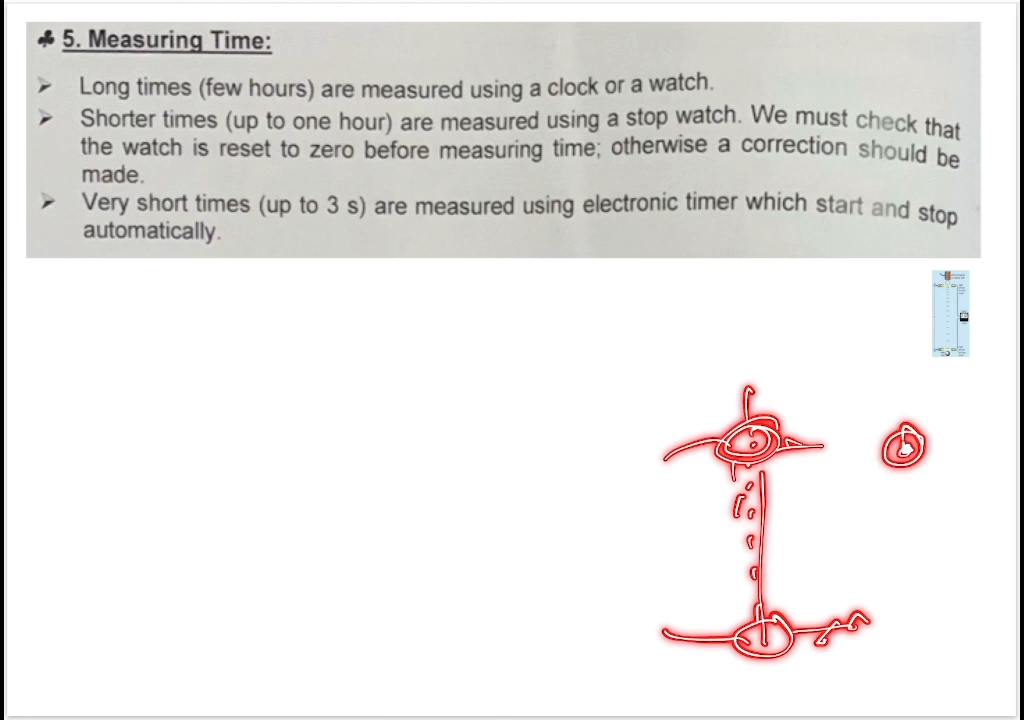 ♣ 5. Measuring Time:
➢ Long times (few hours) are measured using a clock or a watch.
➢ Shorter times (up to one hour) are measured using a stop watch. We must check that
the watch is reset to zero before measuring time; otherwise a correction should be
made.
➢ Very short times (up to 3 s) are measured using electronic timer which start and stop
automatically.